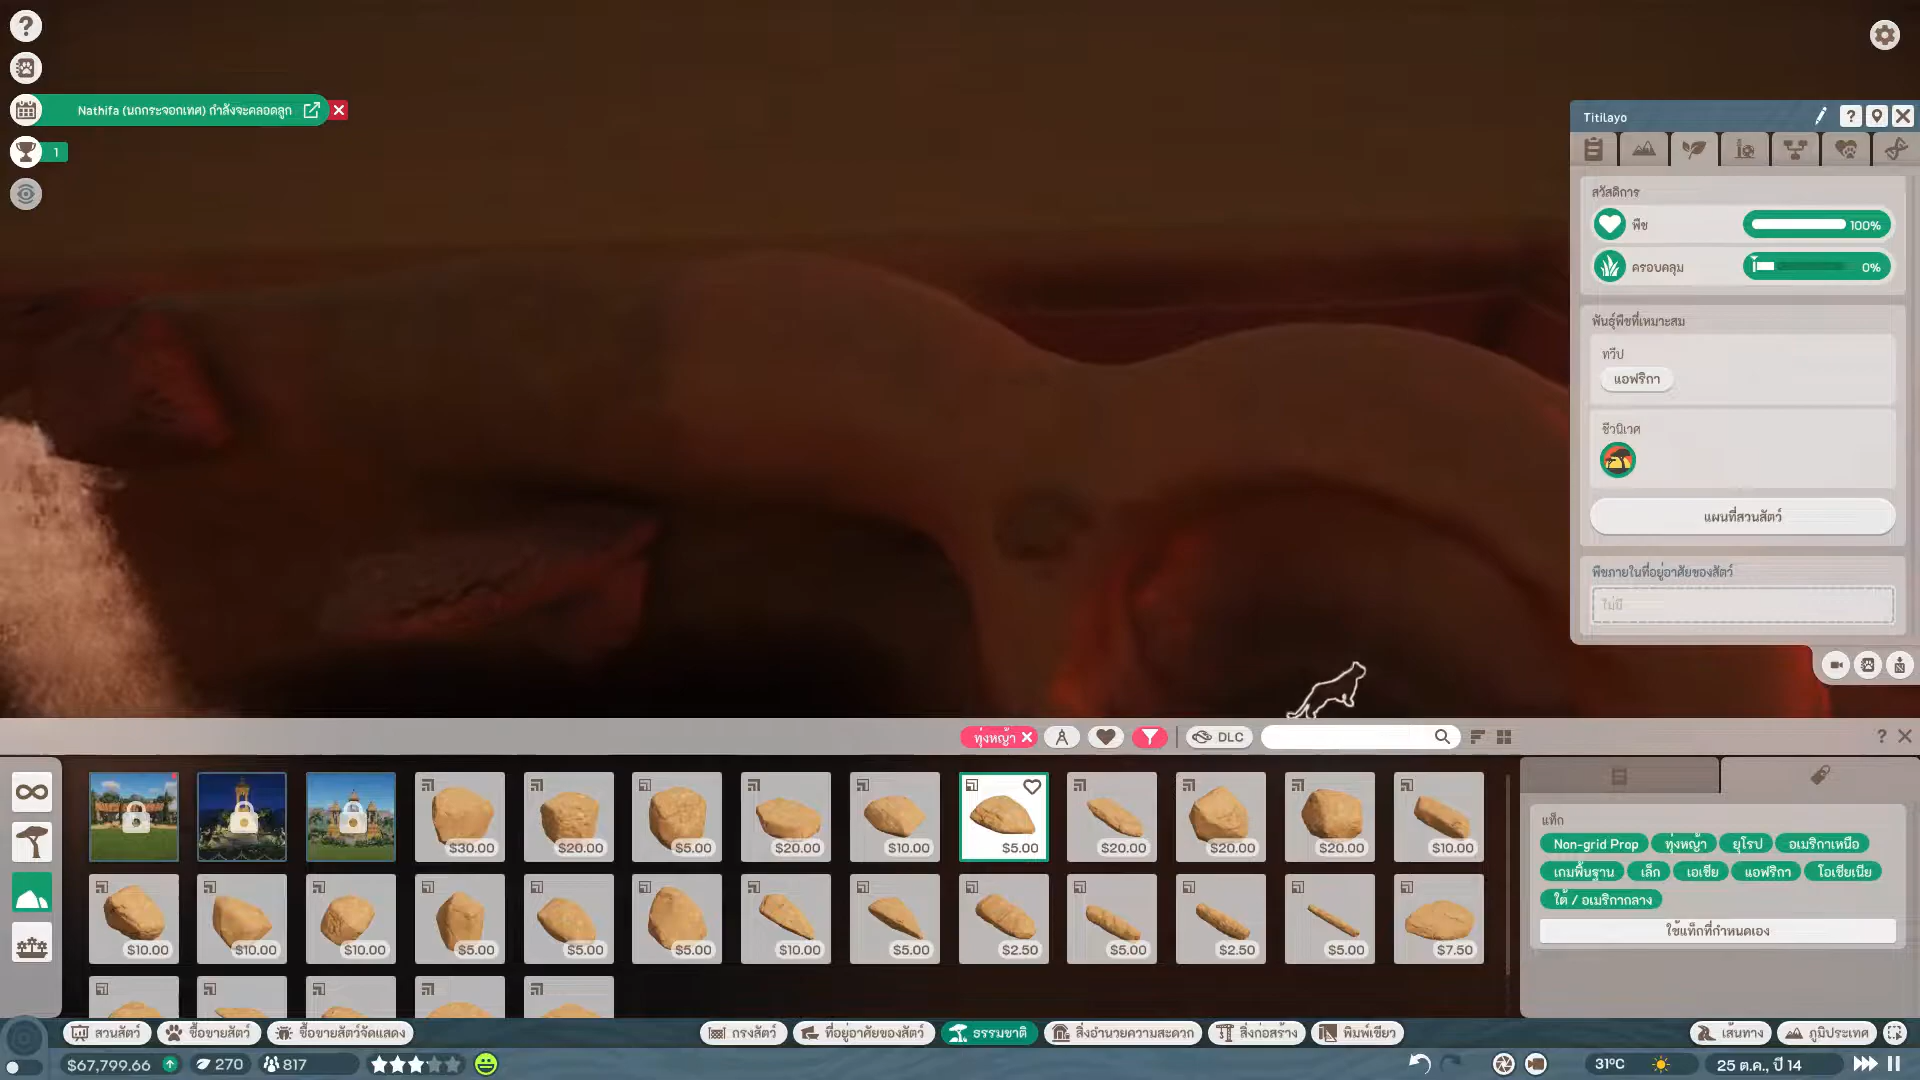 Nathifa (นกกระจอกเทศ) กำลังจะคลอดลูก
1
Titilayo
สวัสดิการ
พืช 100%
ครอบคลุม 0%
พันธุ์พืชที่เหมาะสม
ทวีป
แอฟริกา
ชีวนิเวศ
แผนที่สวนสัตว์
พืชภายในที่อยู่อาศัยของสัตว์
ไม่มี
ทุ่งหญ้า
DLC
$30.00 $20.00 $5.00 $20.00 $10.00 $5.00 $20.00 $20.00 $20.00 $10.00
$10.00 $10.00 $10.00 $5.00 $5.00 $5.00 $10.00 $5.00 $2.50 $5.00 $2.50 $5.00 $7.50
แท็ก
Non-grid Prop ทุ่งหญ้า ยุโรป อเมริกาเหนือ
เกมพื้นฐาน เล็ก เอเชีย แอฟริกา โอเชียเนีย
ใต้ / อเมริกากลาง
ใช้แท็กที่กำหนดเอง
สวนสัตว์ ซื้อขายสัตว์ ซื้อขายสัตว์จัดแสดง กรงสัตว์ ที่อยู่อาศัยของสัตว์ ธรรมชาติ สิ่งอำนวยความสะดวก สิ่งก่อสร้าง พิมพ์เขียว เส้นทาง ภูมิประเทศ
$67,799.66 270 817 31°C 25 ต.ค., ปี 14